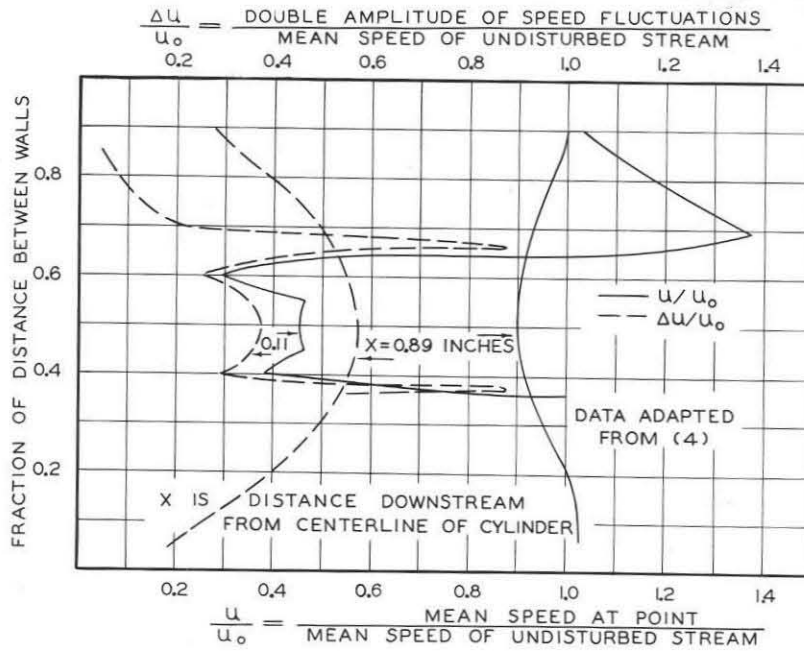 Δu/u₀ = DOUBLE AMPLITUDE OF SPEED FLUCTUATIONS / MEAN SPEED OF UNDISTURBED STREAM
0.2 0.4 0.6 0.8 1.0 1.2 1.4
FRACTION OF DISTANCE BETWEEN WALLS
0.8
0.6
0.4
0.2
u/u₀
Δu/u₀
0.11
X=0.89 INCHES
DATA ADAPTED
FROM (4)
X IS DISTANCE DOWNSTREAM
FROM CENTERLINE OF CYLINDER
0.2 0.4 0.6 0.8 1.0 1.2 1.4
u/u₀ = MEAN SPEED AT POINT / MEAN SPEED OF UNDISTURBED STREAM